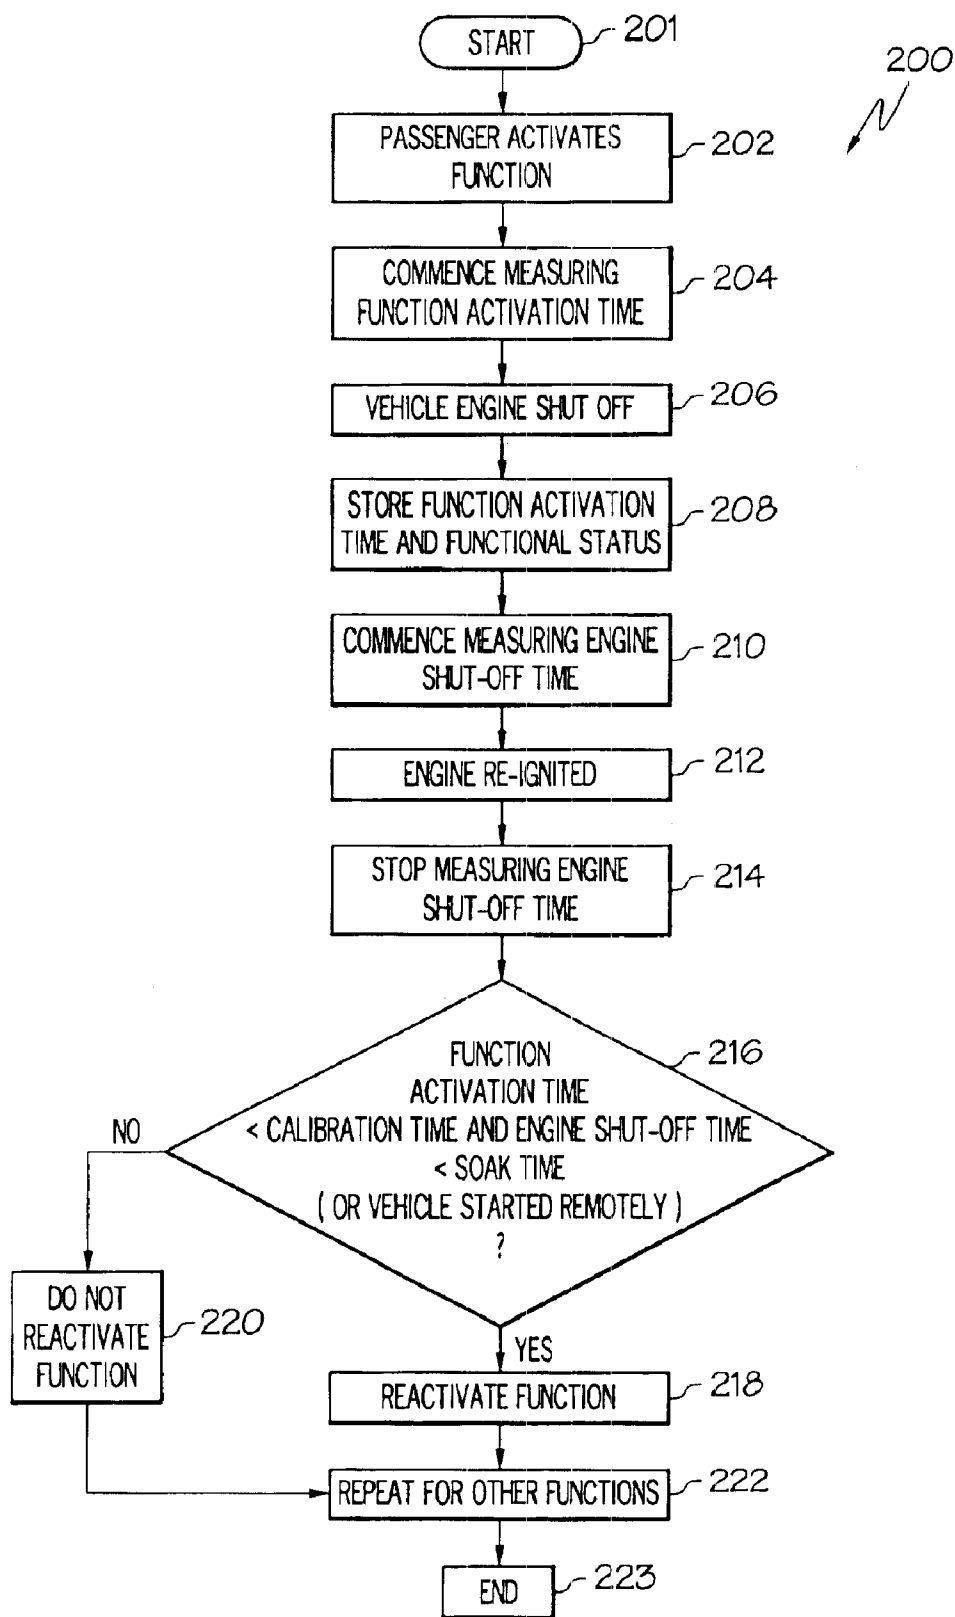 START
201
200
PASSENGER ACTIVATES
FUNCTION
202
COMMENCE MEASURING
FUNCTION ACTIVATION TIME
204
VEHICLE ENGINE SHUT OFF
206
STORE FUNCTION ACTIVATION
TIME AND FUNCTIONAL STATUS
208
COMMENCE MEASURING ENGINE
SHUT-OFF TIME
210
ENGINE RE-IGNITED
212
STOP MEASURING ENGINE
SHUT-OFF TIME
214
FUNCTION
ACTIVATION TIME
< CALIBRATION TIME AND ENGINE SHUT-OFF TIME
< SOAK TIME
( OR VEHICLE STARTED REMOTELY )
?
216
NO
YES
DO NOT
REACTIVATE
FUNCTION
220
REACTIVATE FUNCTION
218
REPEAT FOR OTHER FUNCTIONS
222
END
223